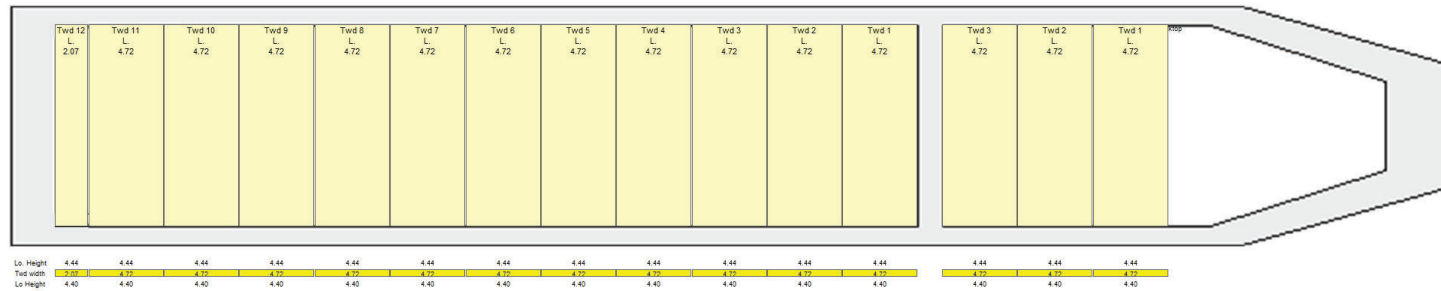 Twd 12 Twd 11 Twd 10 Twd 9 Twd 8 Twd 7 Twd 6 Twd 5 Twd 4 Twd 3 Twd 2 Twd 1 Twd 3 Twd 2 Twd 1 ktop
L. L. L. L. L. L. L. L. L. L. L. L. L. L. L.
2.07 4.72 4.72 4.72 4.72 4.72 4.72 4.72 4.72 4.72 4.72 4.72 4.72 4.72 4.72
Lo. Height 4.44 4.44 4.44 4.44 4.44 4.44 4.44 4.44 4.44 4.44 4.44 4.44 4.44 4.44 4.44
Twd width 2.07 4.72 4.72 4.72 4.72 4.72 4.72 4.72 4.72 4.72 4.72 4.72 4.72 4.72 4.72
Lo Height 4.40 4.40 4.40 4.40 4.40 4.40 4.40 4.40 4.40 4.40 4.40 4.40 4.40 4.40 4.40